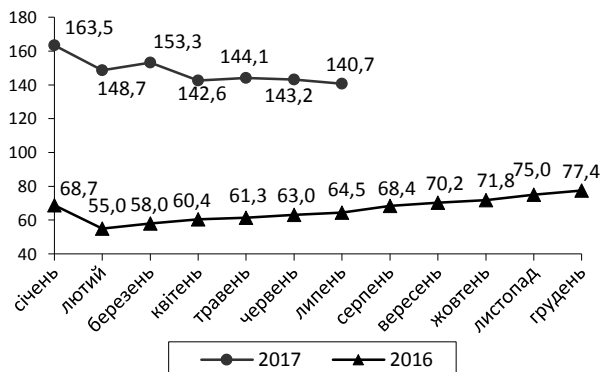 180
160
140
120
100
80
60
40
163,5
148,7
153,3
142,6
144,1
143,2
140,7
68,7
55,0
58,0
60,4
61,3
63,0
64,5
68,4
70,2
71,8
75,0
77,4
січень
лютий
березень
квітень
травень
червень
липень
серпень
вересень
жовтень
листопад
грудень
2017
2016